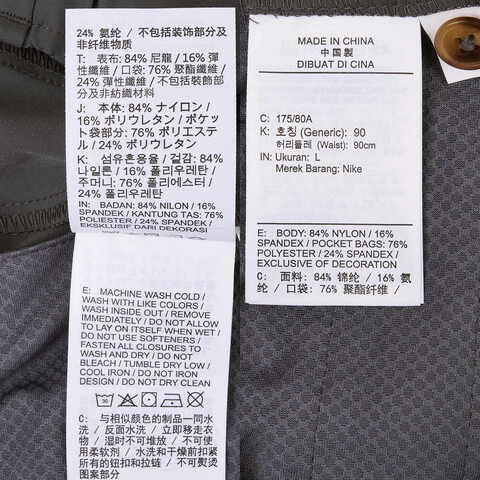 24% 氨纶 / 不包括装饰部分及
非纤维物质
T: 表布: 84% 尼龍 / 16% 彈
性纖維 / 口袋: 76% 聚酯纖維 /
24% 彈性纖維 / 不包括裝飾部
分及非紡織材料
J: 本体: 84% ナイロン /
16% ポリウレタン / ポケッ
ト袋部分: 76% ポリエステ
ル / 24% ポリウレタン
K: 섬유혼용율 / 겉감: 84%
나일론 / 16% 폴리우레탄 /
주머니: 76% 폴리에스터 /
24% 폴리우레탄
IN: BADAN: 84% NILON / 16%
SPANDEX / KANTUNG TAS: 76%
POLIESTER / 24% SPANDEX /
EKSKLUSIF DARI DEKORASI
E: MACHINE WASH COLD /
WASH WITH LIKE COLORS /
WASH INSIDE OUT / REMOVE
IMMEDIATELY / DO NOT ALLOW
TO LAY ON ITSELF WHEN WET /
DO NOT USE SOFTENERS /
FASTEN ALL CLOSURES TO
WASH AND DRY / DO NOT
BLEACH / TUMBLE DRY LOW /
COOL IRON / DO NOT IRON
DESIGN / DO NOT DRY CLEAN
30
C: 与相似颜色的制品一同水
洗 / 反面水洗 / 立即移走衣
物 / 湿时不可堆放 / 不可使
用柔软剂 / 水洗和干燥前扣紧
所有的钮扣和拉链 / 不可熨烫
图案部分
MADE IN CHINA
中国製
DIBUAT DI CINA
C: 175/80A
K: 호칭 (Generic): 90
허리둘레 (Waist): 90cm
IN: Ukuran: L
Merek Barang: Nike
E: BODY: 84% NYLON / 16%
SPANDEX / POCKET BAGS: 76%
POLYESTER / 24% SPANDEX /
EXCLUSIVE OF DECORATION
C: 面料: 84% 锦纶 / 16% 氨
纶 / 口袋: 76% 聚酯纤维 /